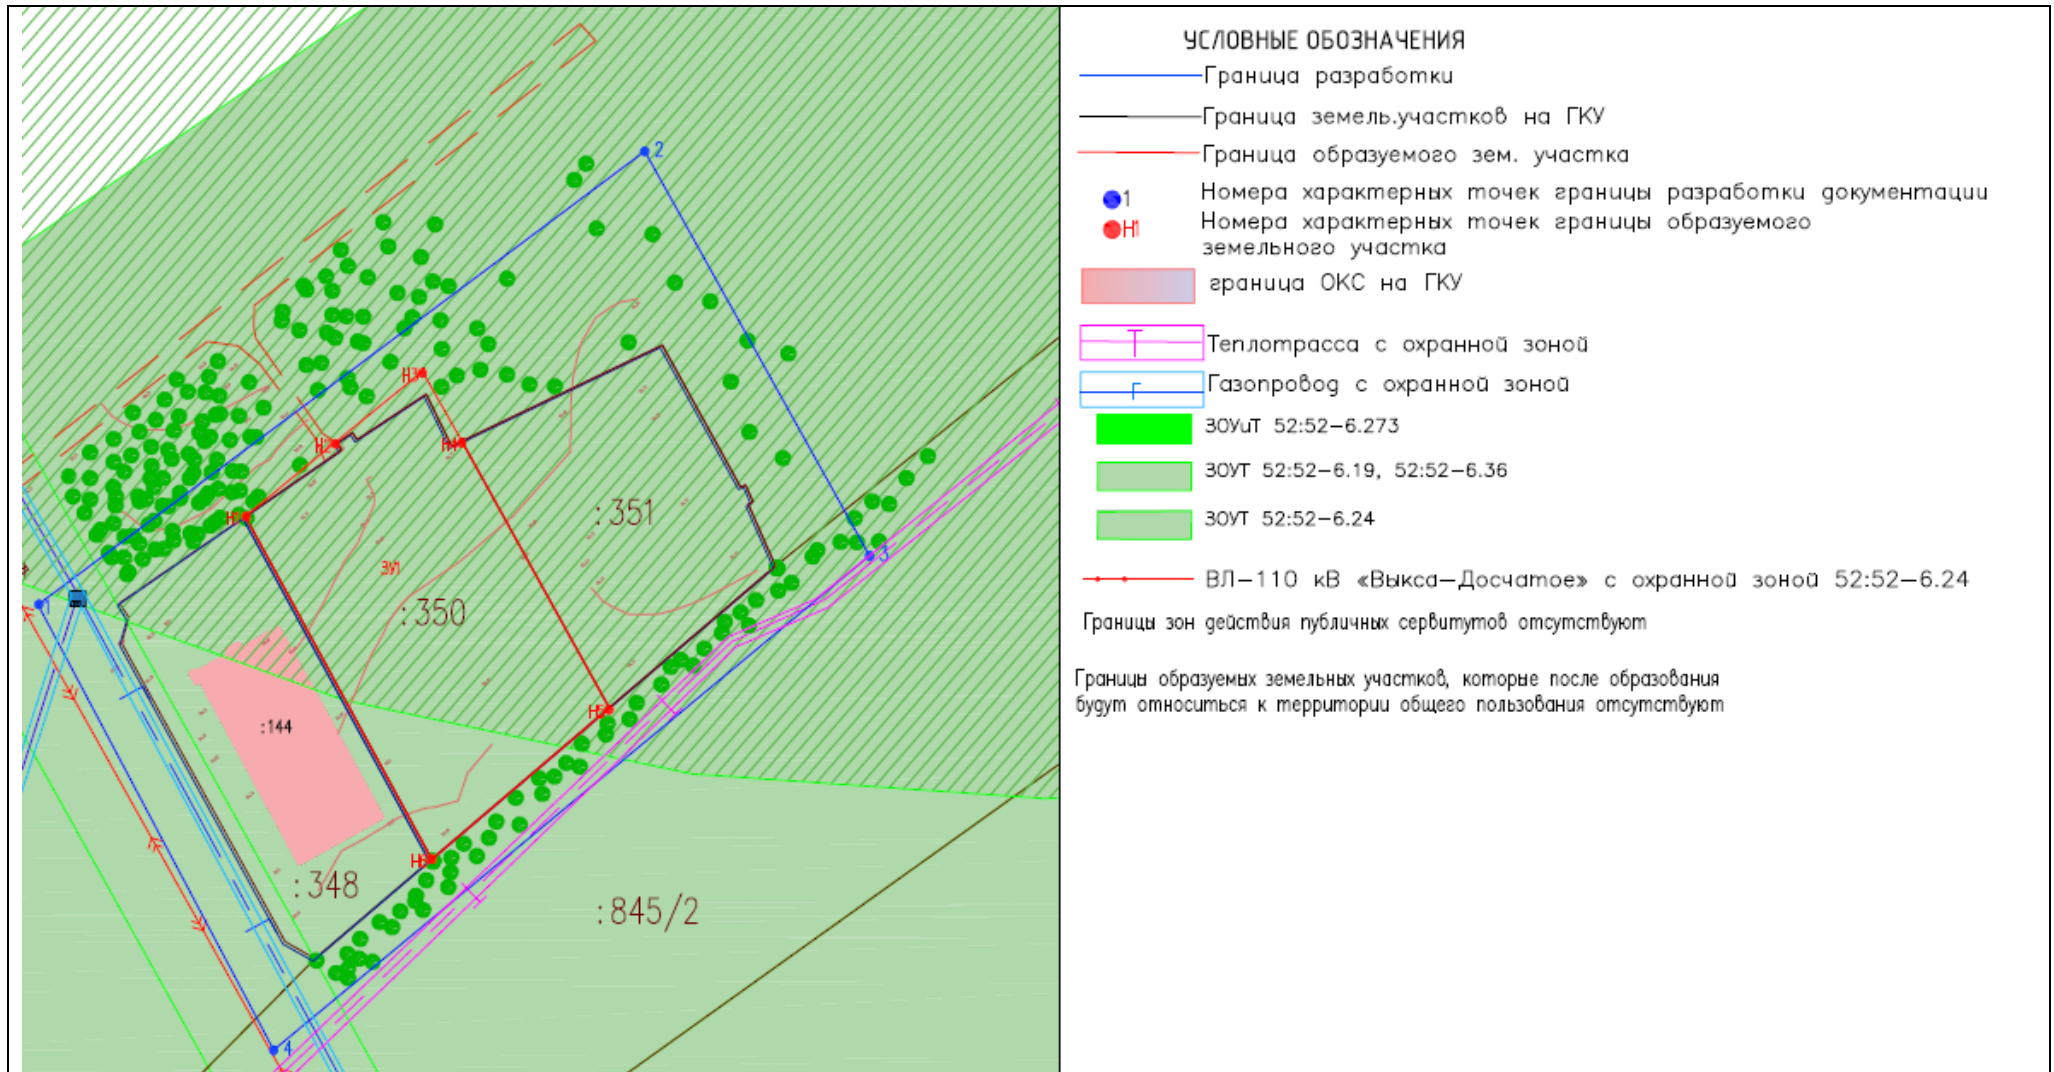 УСЛОВНЫЕ ОБОЗНАЧЕНИЯ
Граница разработки
Граница земель.участков на ГКУ
Граница образуемого зем. участка
1
Номера характерных точек границы разработки документации
Н1
Номера характерных точек границы образуемого
земельного участка
граница ОКС на ГКУ
Т
Теплотрасса с охранной зоной
Г
Газопровод с охранной зоной
ЗОУиТ 52:52-6.273
ЗОУТ 52:52-6.19, 52:52-6.36
ЗОУТ 52:52-6.24
ВЛ-110 кВ «Выкса-Досчатое» с охранной зоной 52:52-6.24
Границы зон действия публичных сервитутов отсутствуют
Границы образуемых земельных участков, которые после образования
будут относиться к территории общего пользования отсутствуют
2
Н3
Н2
Н4
:351
Н1
3
ЗУ1
1
:350
Н5
:144
Н6
:348
:845/2
4